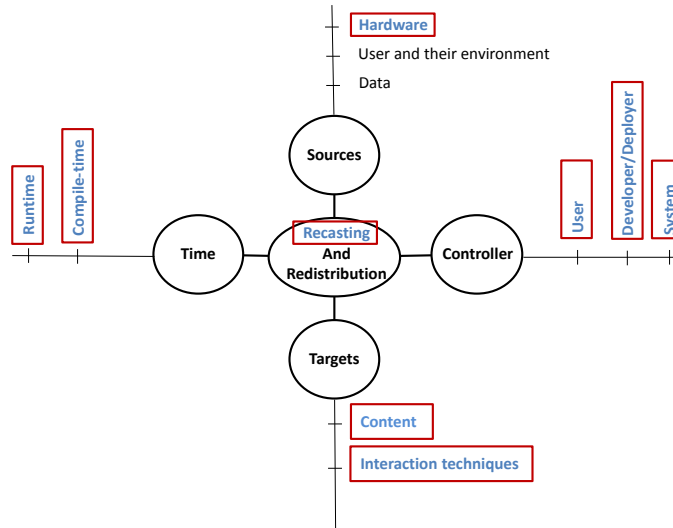 Hardware
User and their environment
Data
Sources
Runtime
Compile-time
User
Developer/Deployer
System
Time
Recasting
And
Redistribution
Controller
Targets
Content
Interaction techniques